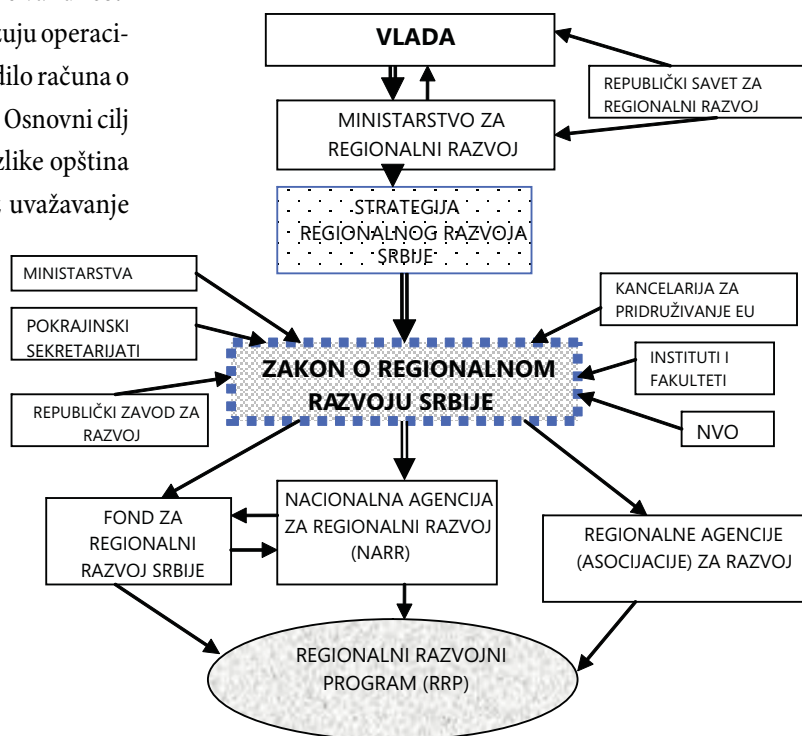 žuju operaci-
dilo računa o
Osnovni cilj
zlike opština
uvažavanje
VLADA
REPUBLIČKI SAVET ZA
REGIONALNI RAZVOJ
MINISTARSTVO ZA
REGIONALNI RAZVOJ
STRATEGIJA
REGIONALNOG RAZVOJA
SRBIJE
MINISTARSTVA
KANCELARIJA ZA
PRIDRUŽIVANJE EU
POKRAJINSKI
SEKRETARIJATI
INSTITUTI I
FAKULTETI
ZAKON O REGIONALNOM
RAZVOJU SRBIJE
REPUBLIČKI ZAVOD ZA
RAZVOJ
NVO
FOND ZA
REGIONALNI
RAZVOJ SRBIJE
NACIONALNA AGENCIJA
ZA REGIONALNI RAZVOJ
(NARR)
REGIONALNE AGENCIJE
(ASOCIJACIJE) ZA RAZVOJ
REGIONALNI RAZVOJNI
PROGRAM (RRP)